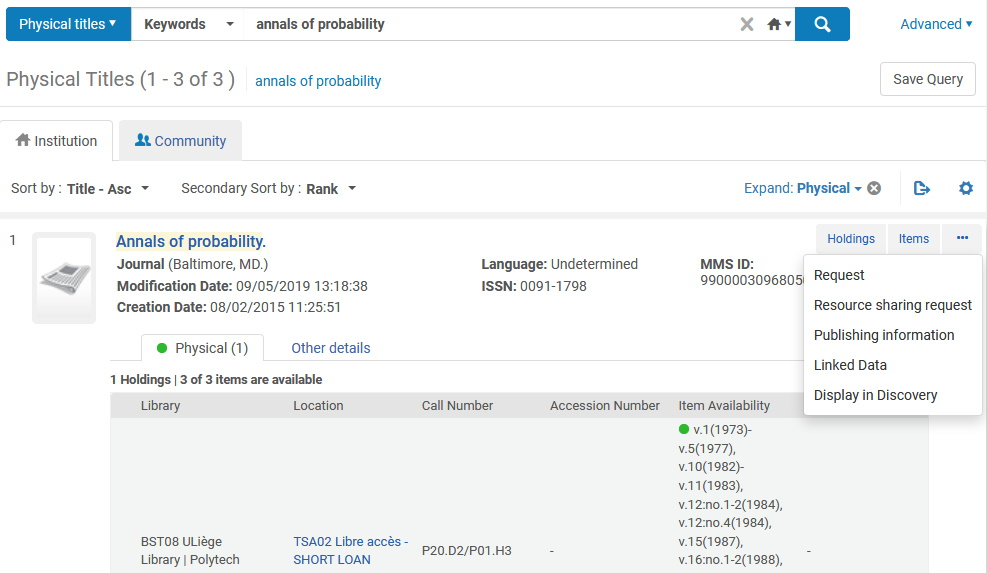 Physical titles Keywords annals of probability Advanced
Physical Titles (1 - 3 of 3 ) annals of probability Save Query
Institution Community
Sort by : Title - Asc Secondary Sort by : Rank Expand: Physical
1 Annals of probability. Holdings Items ...
Journal (Baltimore, MD.) Language: Undetermined MMS ID:
Modification Date: 09/05/2019 13:18:38 ISSN: 0091-1798
Creation Date: 08/02/2015 11:25:51
Request
Resource sharing request
Publishing information
Linked Data
Display in Discovery
Physical (1) Other details
1 Holdings | 3 of 3 items are available
Library Location Call Number Accession Number Item Availability
v.1(1973)-
v.5(1977),
v.10(1982)-
v.11(1983),
v.12:no.1-2(1984),
v.12:no.4(1984),
v.15(1987),
v.16:no.1-2(1988),
BST08 ULiège
Library | Polytech
TSA02 Libre accès -
SHORT LOAN
P20.D2/P01.H3 - -